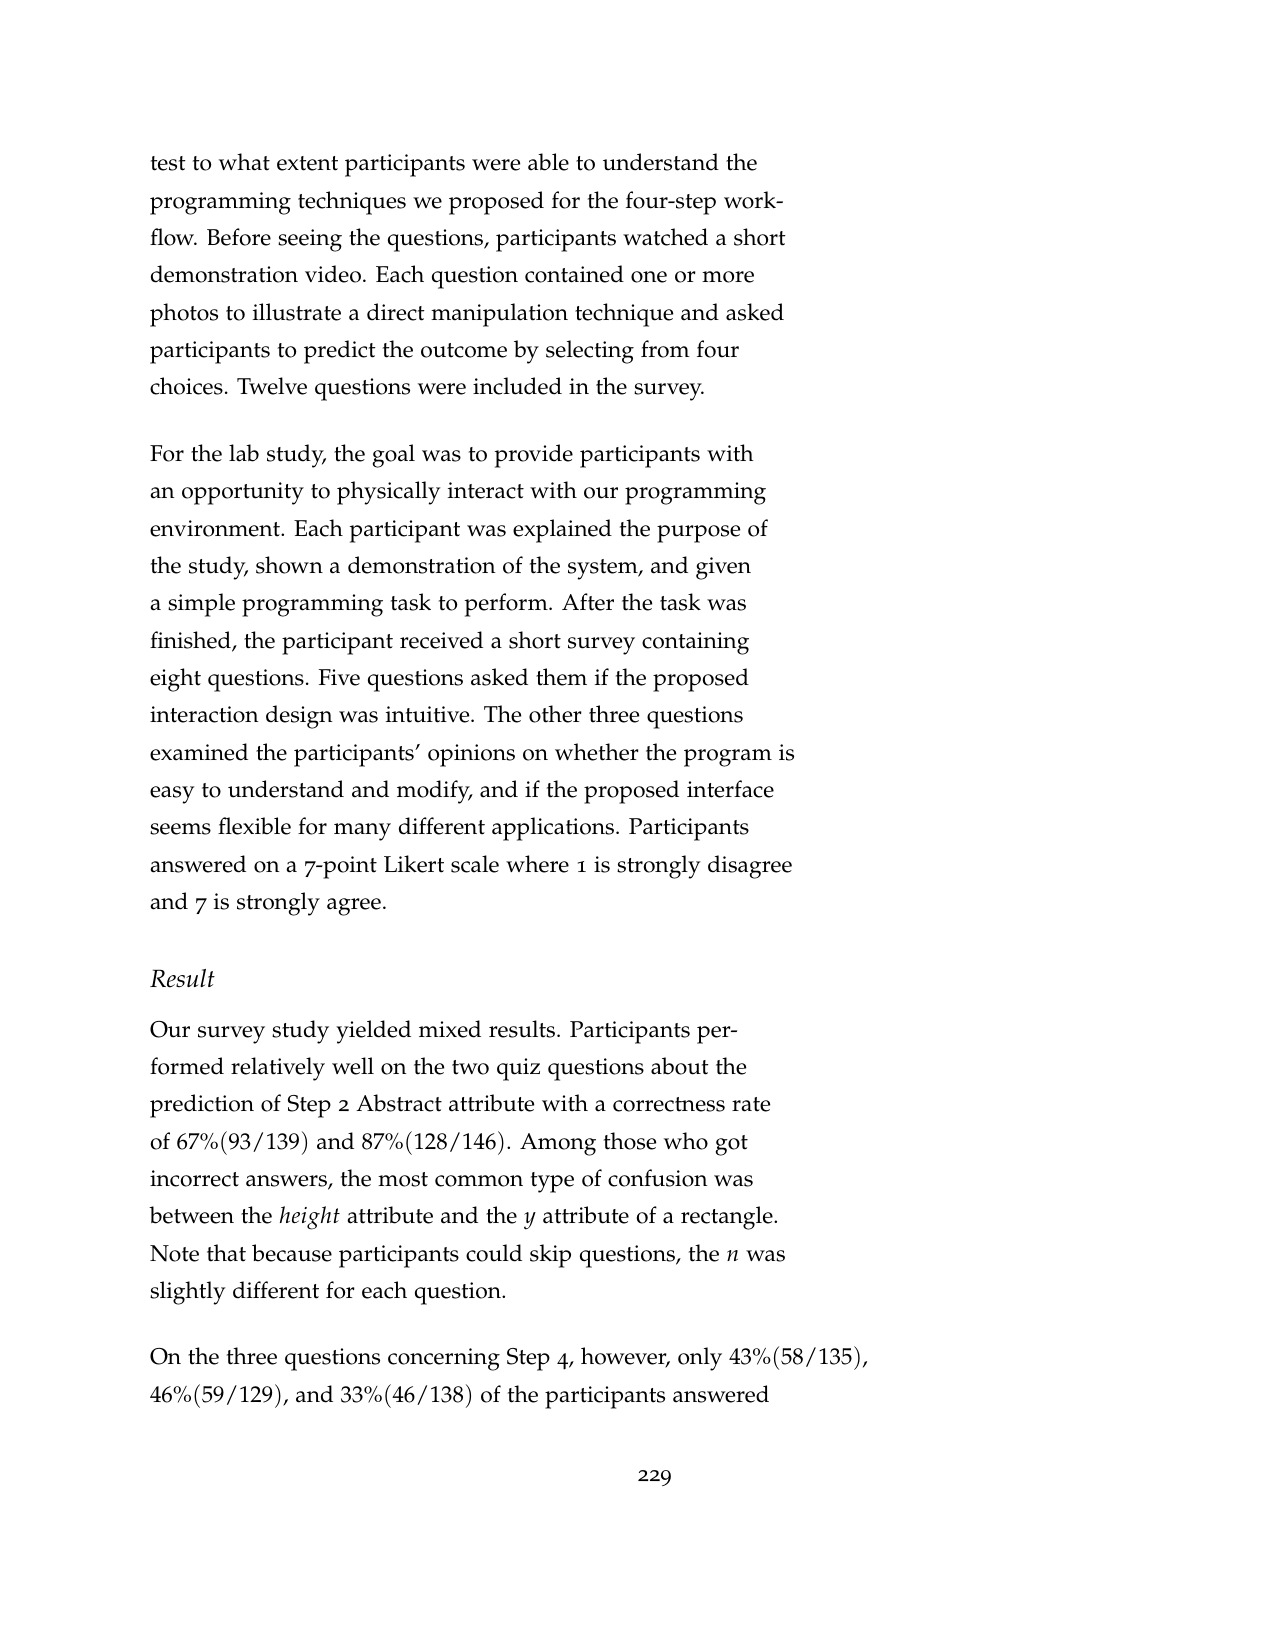 test to what extent participants were able to understand the
programming techniques we proposed for the four-step work-
flow. Before seeing the questions, participants watched a short
demonstration video. Each question contained one or more
photos to illustrate a direct manipulation technique and asked
participants to predict the outcome by selecting from four
choices. Twelve questions were included in the survey.
For the lab study, the goal was to provide participants with
an opportunity to physically interact with our programming
environment. Each participant was explained the purpose of
the study, shown a demonstration of the system, and given
a simple programming task to perform. After the task was
finished, the participant received a short survey containing
eight questions. Five questions asked them if the proposed
interaction design was intuitive. The other three questions
examined the participants’ opinions on whether the program is
easy to understand and modify, and if the proposed interface
seems flexible for many different applications. Participants
answered on a 7-point Likert scale where 1 is strongly disagree
and 7 is strongly agree.
Result
Our survey study yielded mixed results. Participants per-
formed relatively well on the two quiz questions about the
prediction of Step 2 Abstract attribute with a correctness rate
of 67%(93/139) and 87%(128/146). Among those who got
incorrect answers, the most common type of confusion was
between the height attribute and the y attribute of a rectangle.
Note that because participants could skip questions, the n was
slightly different for each question.
On the three questions concerning Step 4, however, only 43%(58/135),
46%(59/129), and 33%(46/138) of the participants answered
229